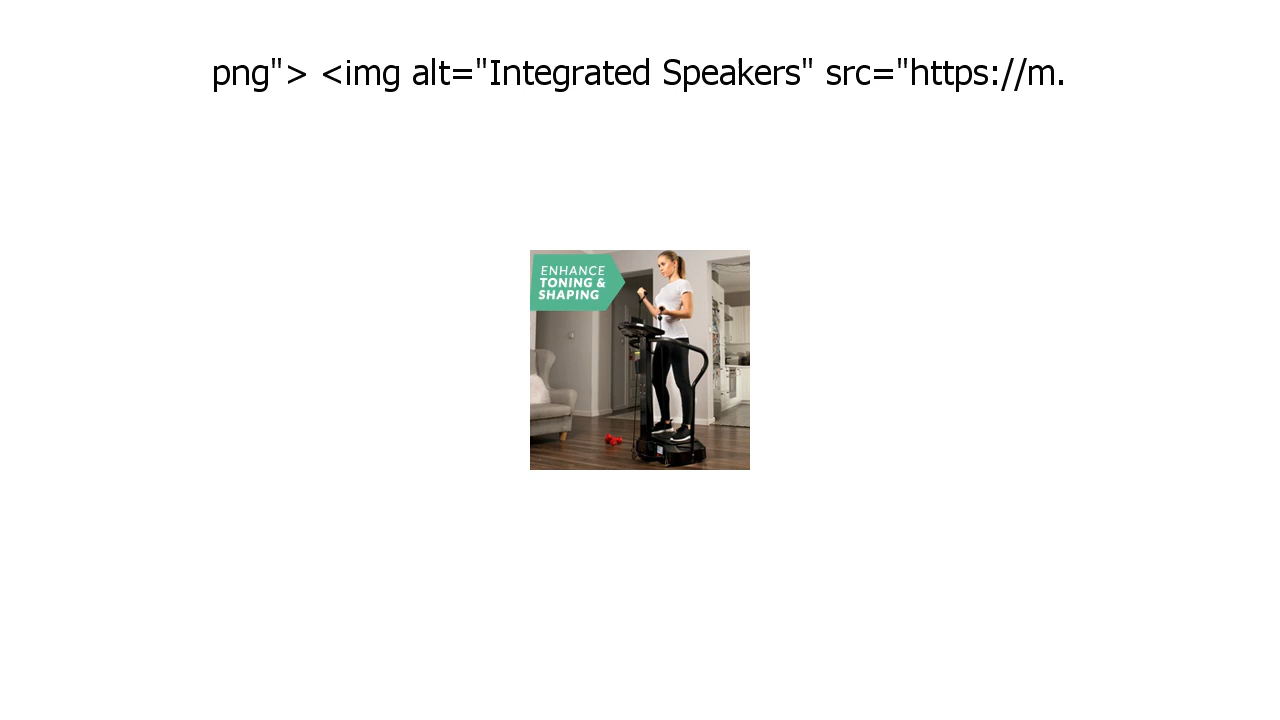 png"> <img alt="Integrated Speakers" src="https://m.
ENHANCE
TONING &
SHAPING